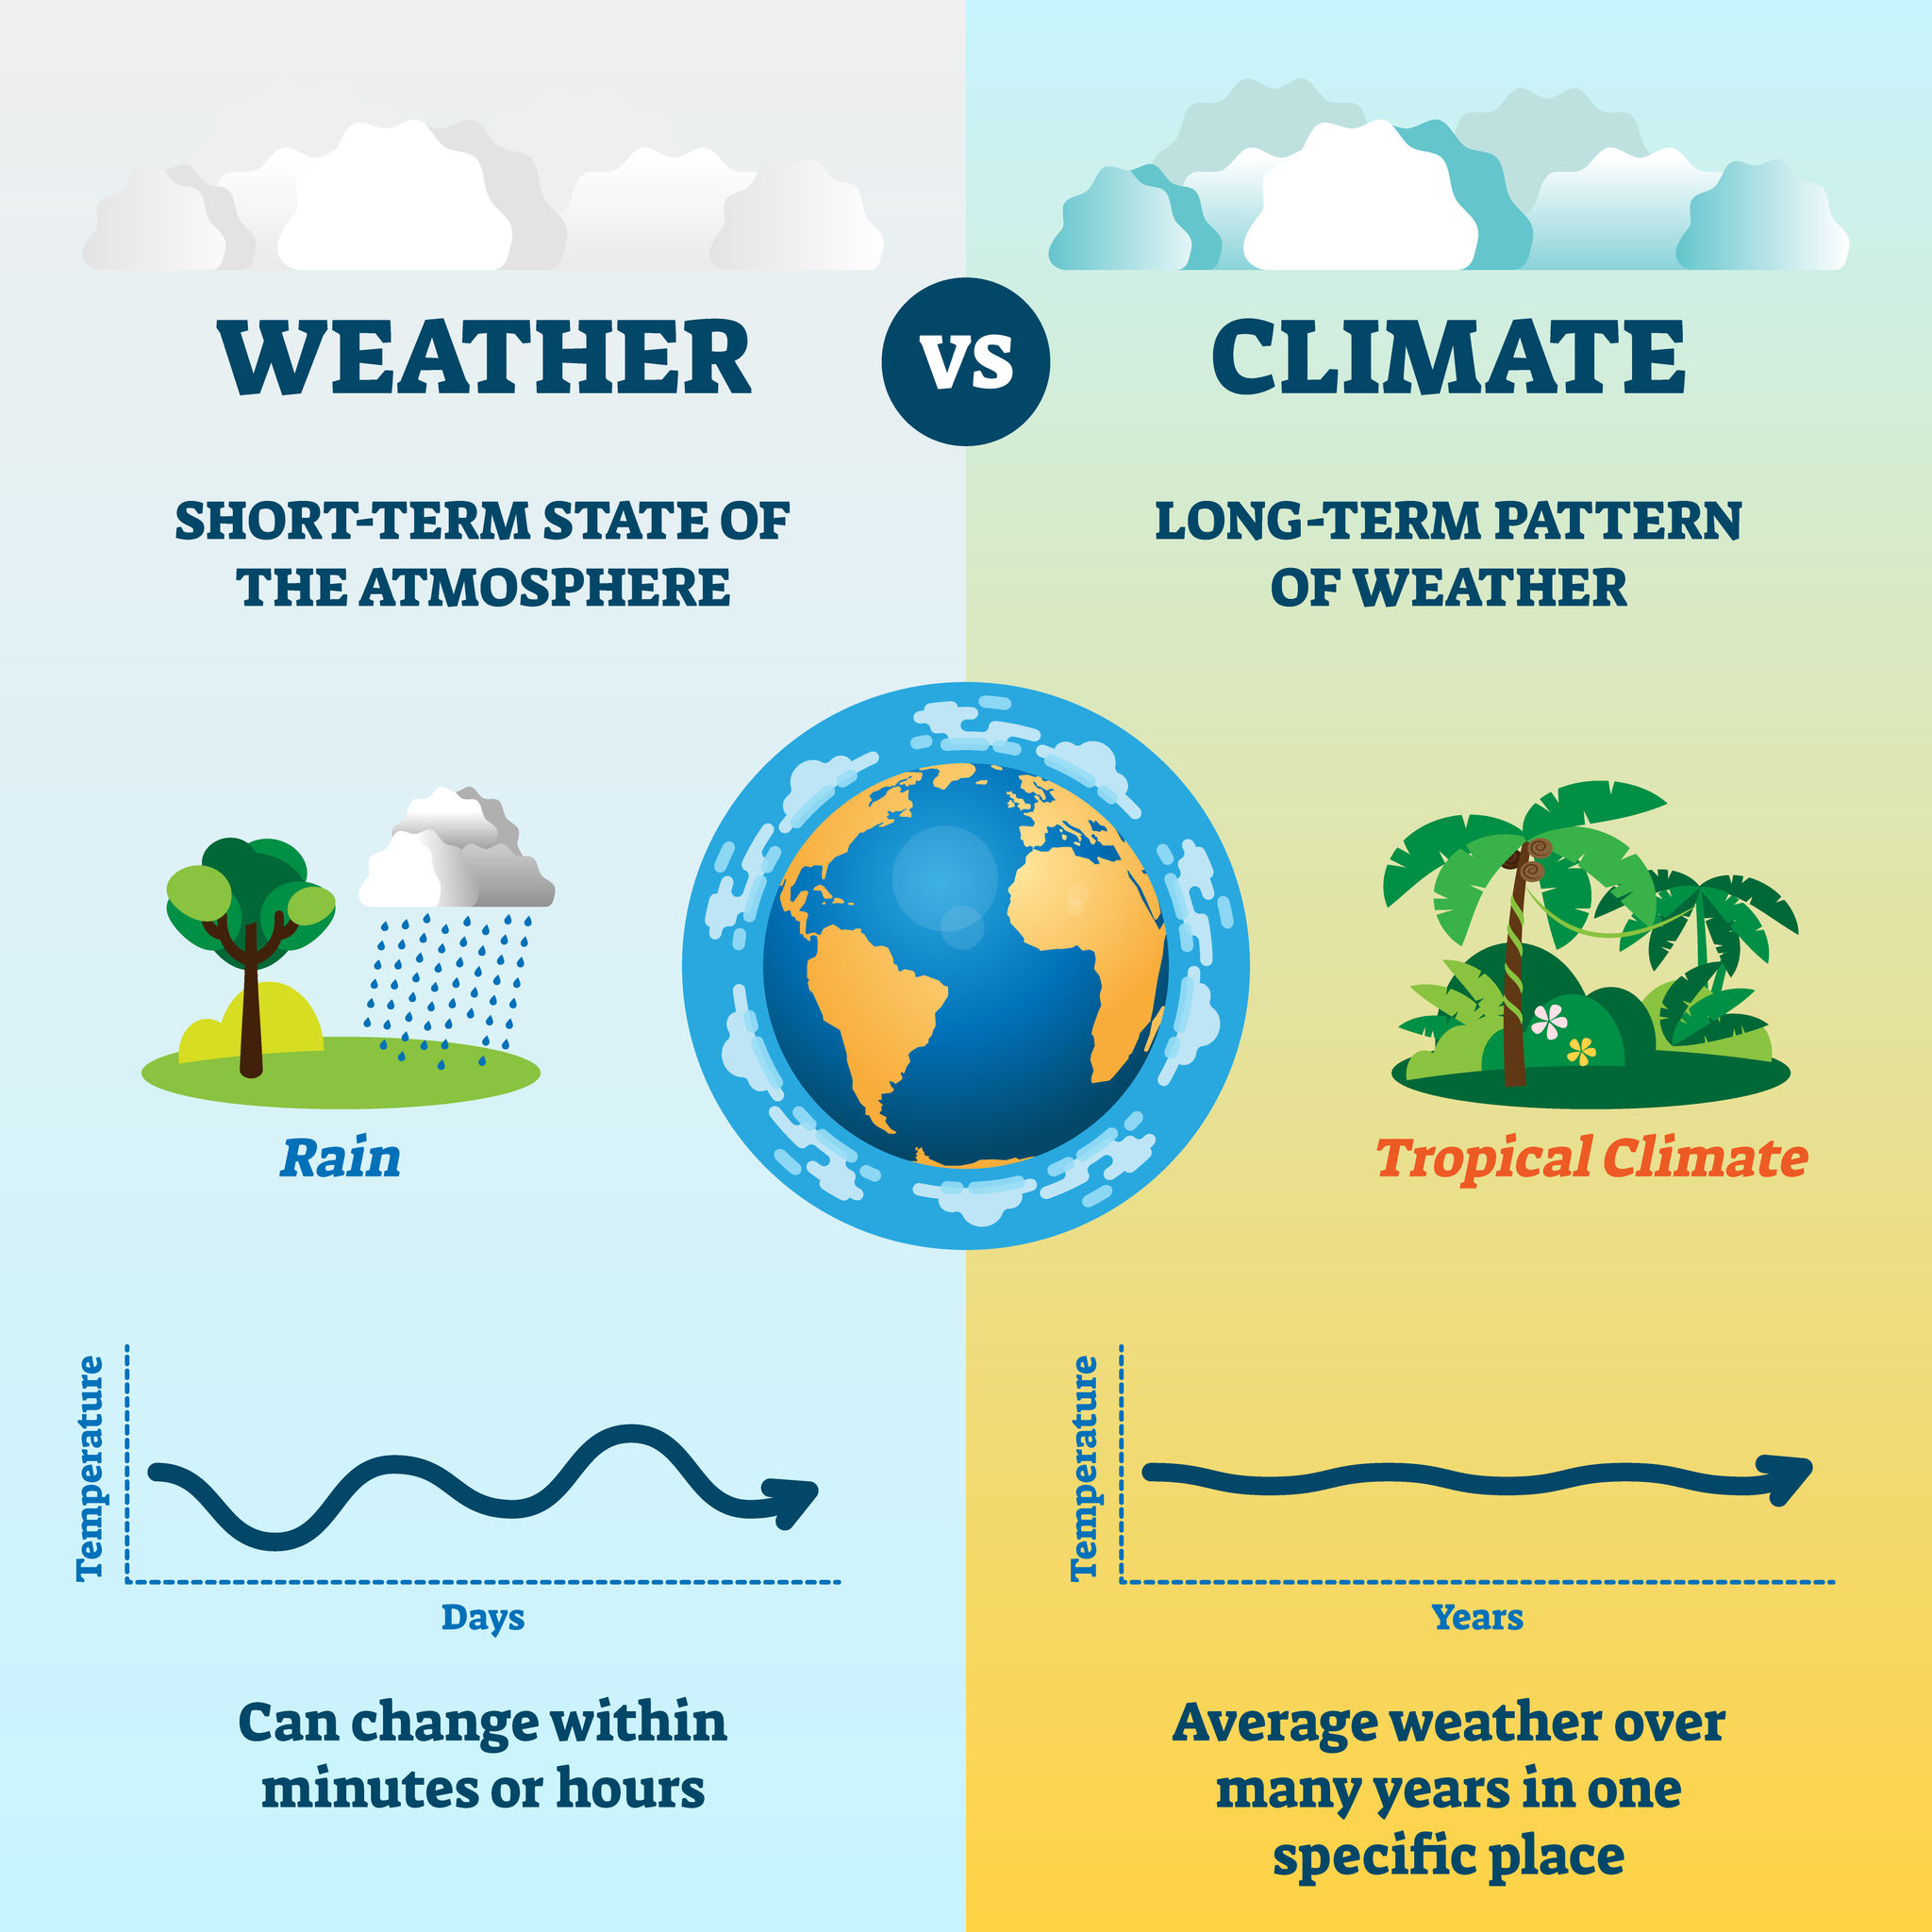 WEATHER
VS
CLIMATE
SHORT-TERM STATE OF
THE ATMOSPHERE
LONG-TERM PATTERN
OF WEATHER
Rain
Tropical Climate
Temperature
Days
Temperature
Years
Can change within
minutes or hours
Average weather over
many years in one
specific place